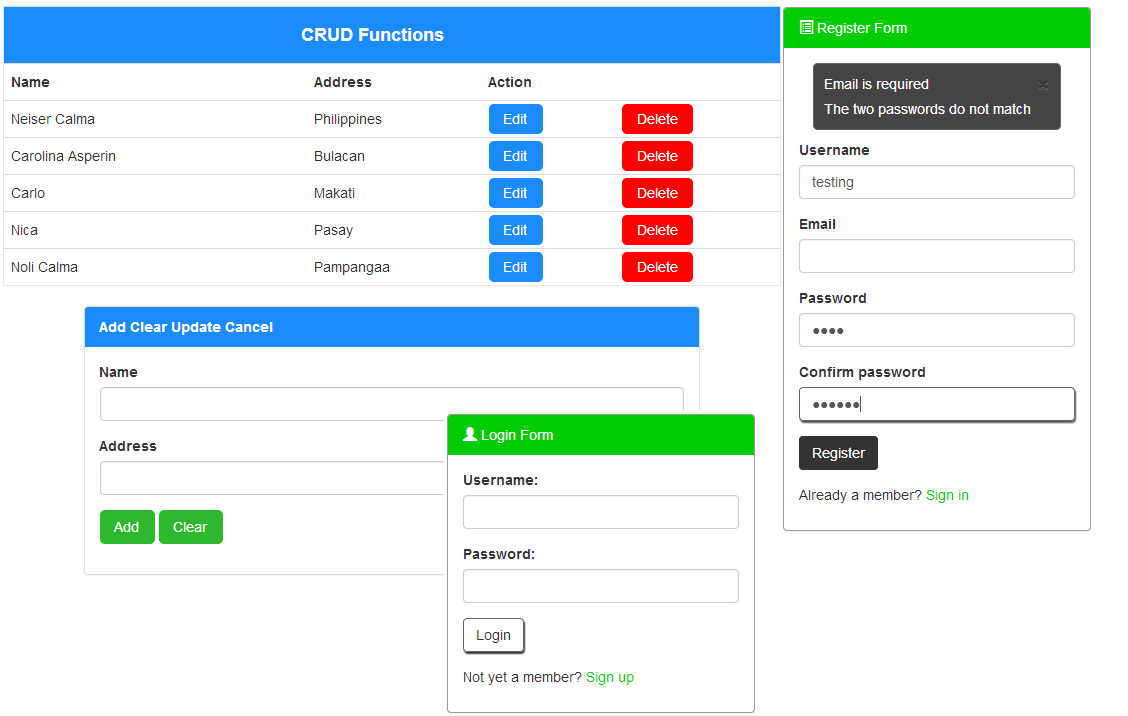 CRUD Functions
Name Address Action
Neiser Calma Philippines Edit Delete
Carolina Asperin Bulacan Edit Delete
Carlo Makati Edit Delete
Nica Pasay Edit Delete
Noli Calma Pampangaa Edit Delete
Add Clear Update Cancel
Name
Address
Add Clear
Login Form
Username:
Password:
Login
Not yet a member? Sign up
Register Form
Email is required ×
The two passwords do not match
Username
testing
Email
Password
••••
Confirm password
••••••
Register
Already a member? Sign in